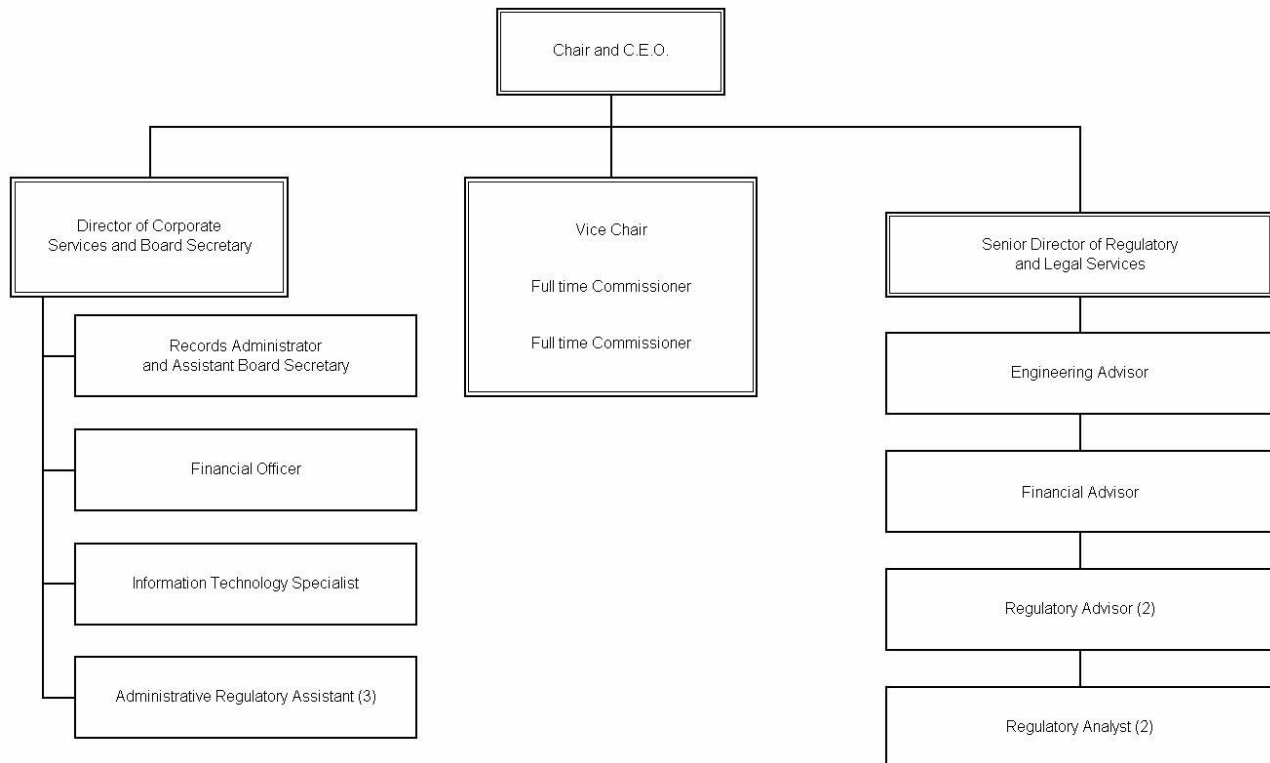 Chair and C.E.O.
Director of Corporate
Services and Board Secretary
Records Administrator
and Assistant Board Secretary
Financial Officer
Information Technology Specialist
Administrative Regulatory Assistant (3)
Vice Chair
Full time Commissioner
Full time Commissioner
Senior Director of Regulatory
and Legal Services
Engineering Advisor
Financial Advisor
Regulatory Advisor (2)
Regulatory Analyst (2)